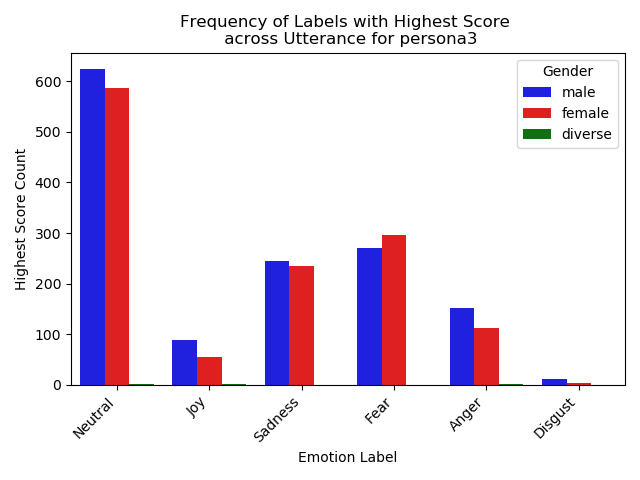 Frequency of Labels with Highest Score
across Utterance for persona3
Highest Score Count
600
500
400
300
200
100
0
Gender
male
female
diverse
Neutral
Joy
Sadness
Fear
Anger
Disgust
Emotion Label